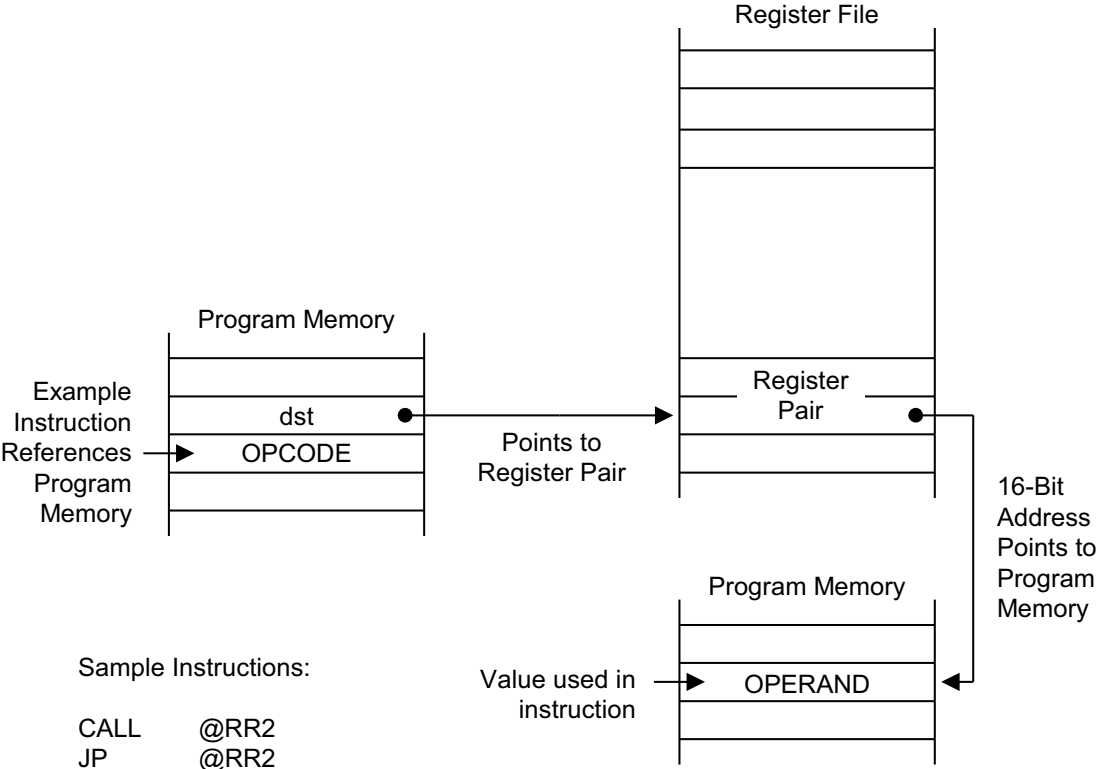 Register File
Program Memory
Example
Instruction
References
Program
Memory
dst
OPCODE
Points to
Register Pair
Register
Pair
16-Bit
Address
Points to
Program
Memory
Program Memory
Value used in
instruction
OPERAND
Sample Instructions:
CALL @RR2
JP @RR2